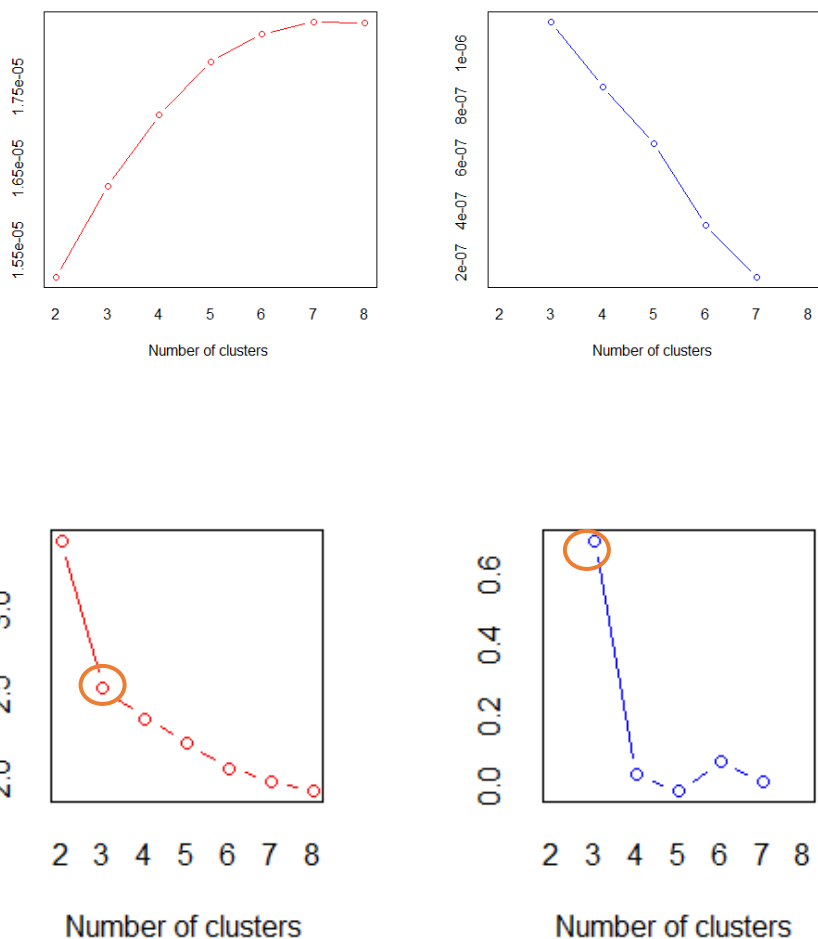 1.75e-05
1.65e-05
1.55e-05
2 3 4 5 6 7 8
Number of clusters
1e-06
8e-07
6e-07
4e-07
2e-07
2 3 4 5 6 7 8
Number of clusters
2 3 4 5 6 7 8
Number of clusters
0.6
0.4
0.2
0.0
2 3 4 5 6 7 8
Number of clusters